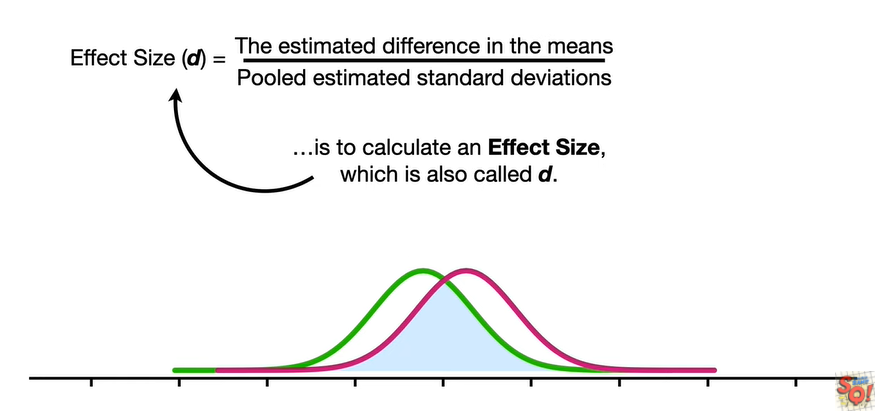 The estimated difference in the means
Effect Size (d) =
Pooled estimated standard deviations
…is to calculate an Effect Size,
which is also called d.
SQ!